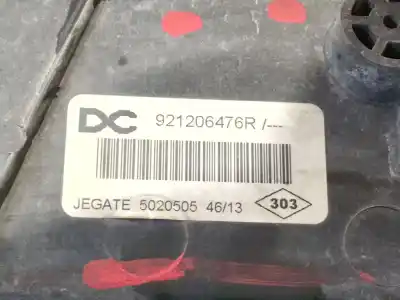 DC 921206476R /---
JEGATE 5020505 46/13 303